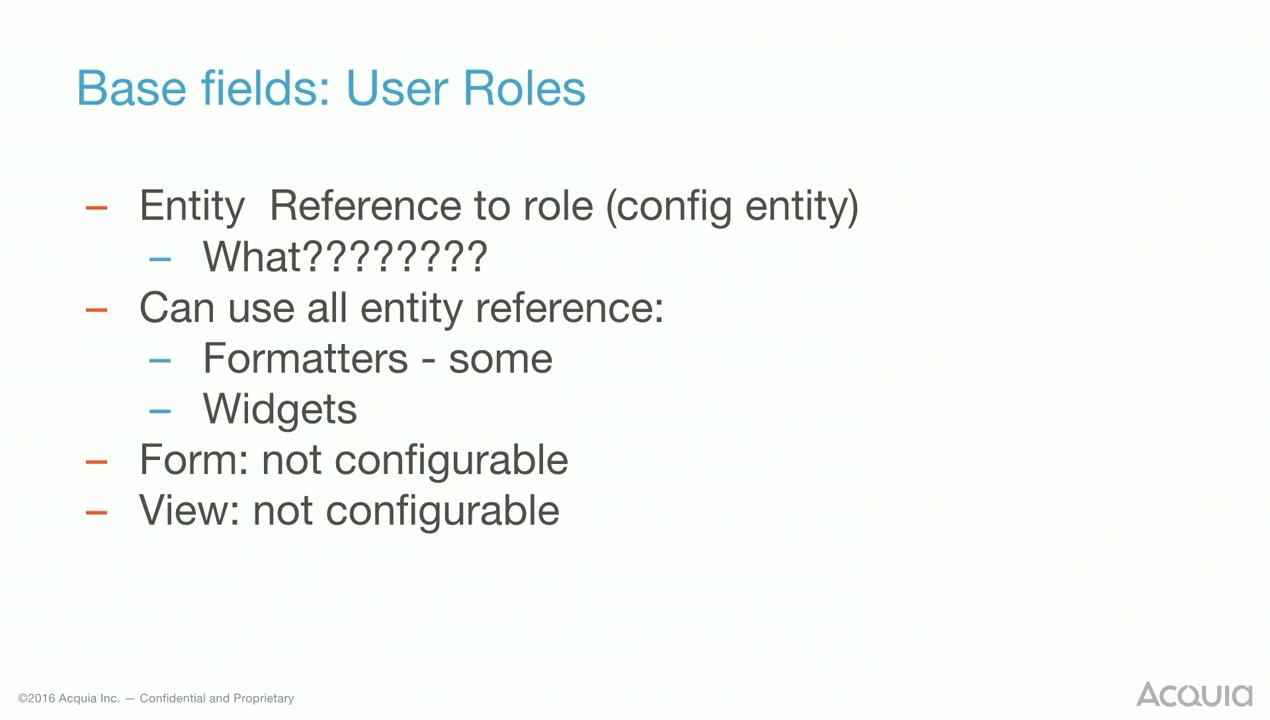 Base fields: User Roles
– Entity  Reference to role (config entity)
– What????????
– Can use all entity reference:
– Formatters - some
– Widgets
– Form: not configurable
– View: not configurable
©2016 Acquia Inc. — Confidential and Proprietary
ACQUIA